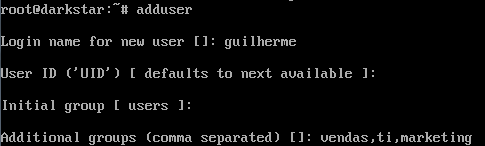 root@darkstar:~# adduser
Login name for new user []: guilherme
User ID ('UID') [ defaults to next available ]:
Initial group [ users ]:
Additional groups (comma separated) []: vendas,ti,marketing